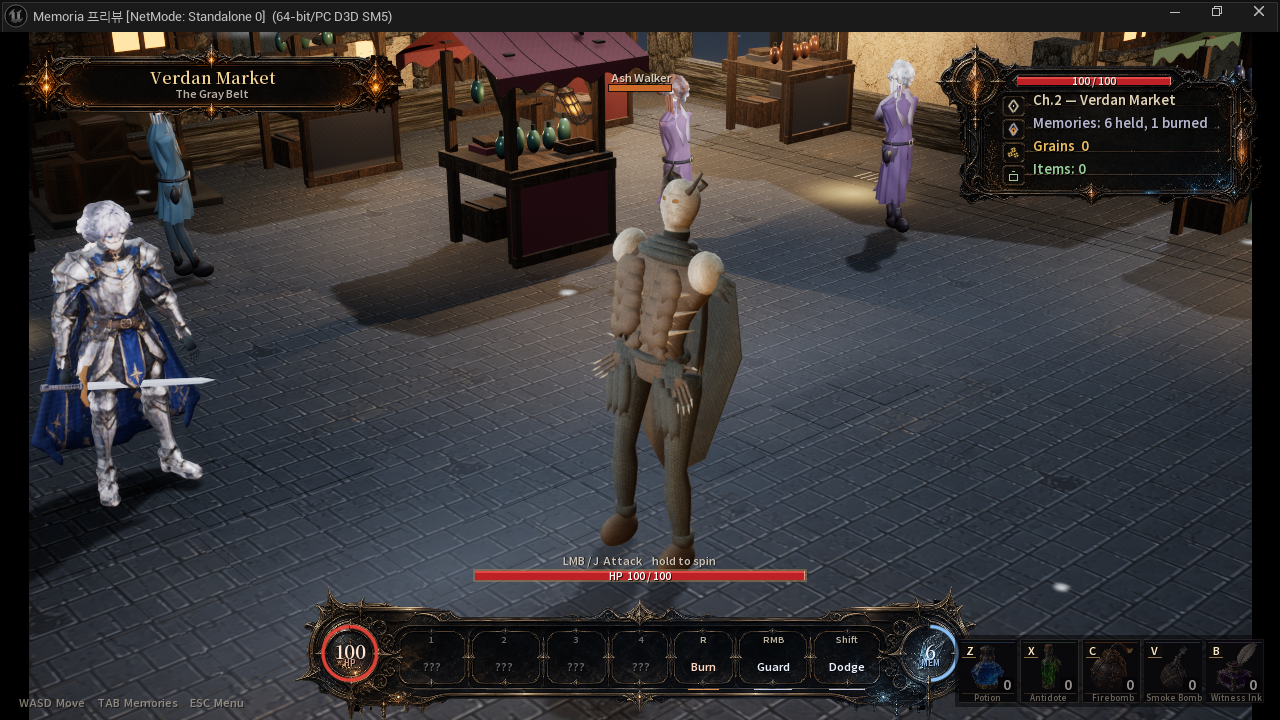 Memoria 프리뷰 [NetMode: Standalone 0] (64-bit/PC D3D SM5)
Verdan Market
The Gray Belt
Ash Walker
100 / 100
Ch.2 — Verdan Market
Memories: 6 held, 1 burned
Grains 0
Items: 0
LMB / J Attack hold to spin
HP 100 / 100
100
HP
1
???
2
???
3
???
4
???
R
Burn
RMB
Guard
Shift
Dodge
6
MEM
Z
0
Potion
X
0
Antidote
C
0
Firebomb
V
0
Smoke Bomb
B
0
Witness Ink
WASD Move TAB Memories ESC Menu